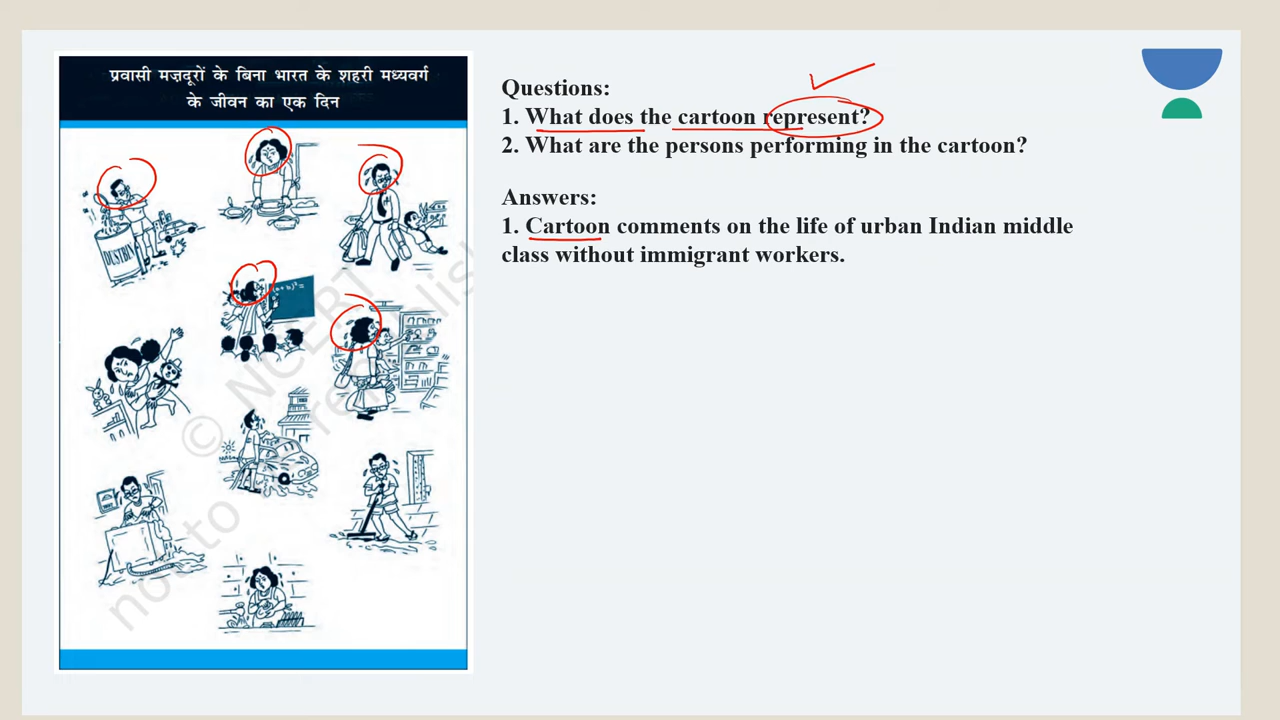 प्रवासी मज़दूरों के बिना भारत के शहरी मध्यवर्ग
के जीवन का एक दिन
DUSTBIN
© NCERT
not to be republished
Questions:
1. What does the cartoon represent?
2. What are the persons performing in the cartoon?
Answers:
1. Cartoon comments on the life of urban Indian middle
class without immigrant workers.